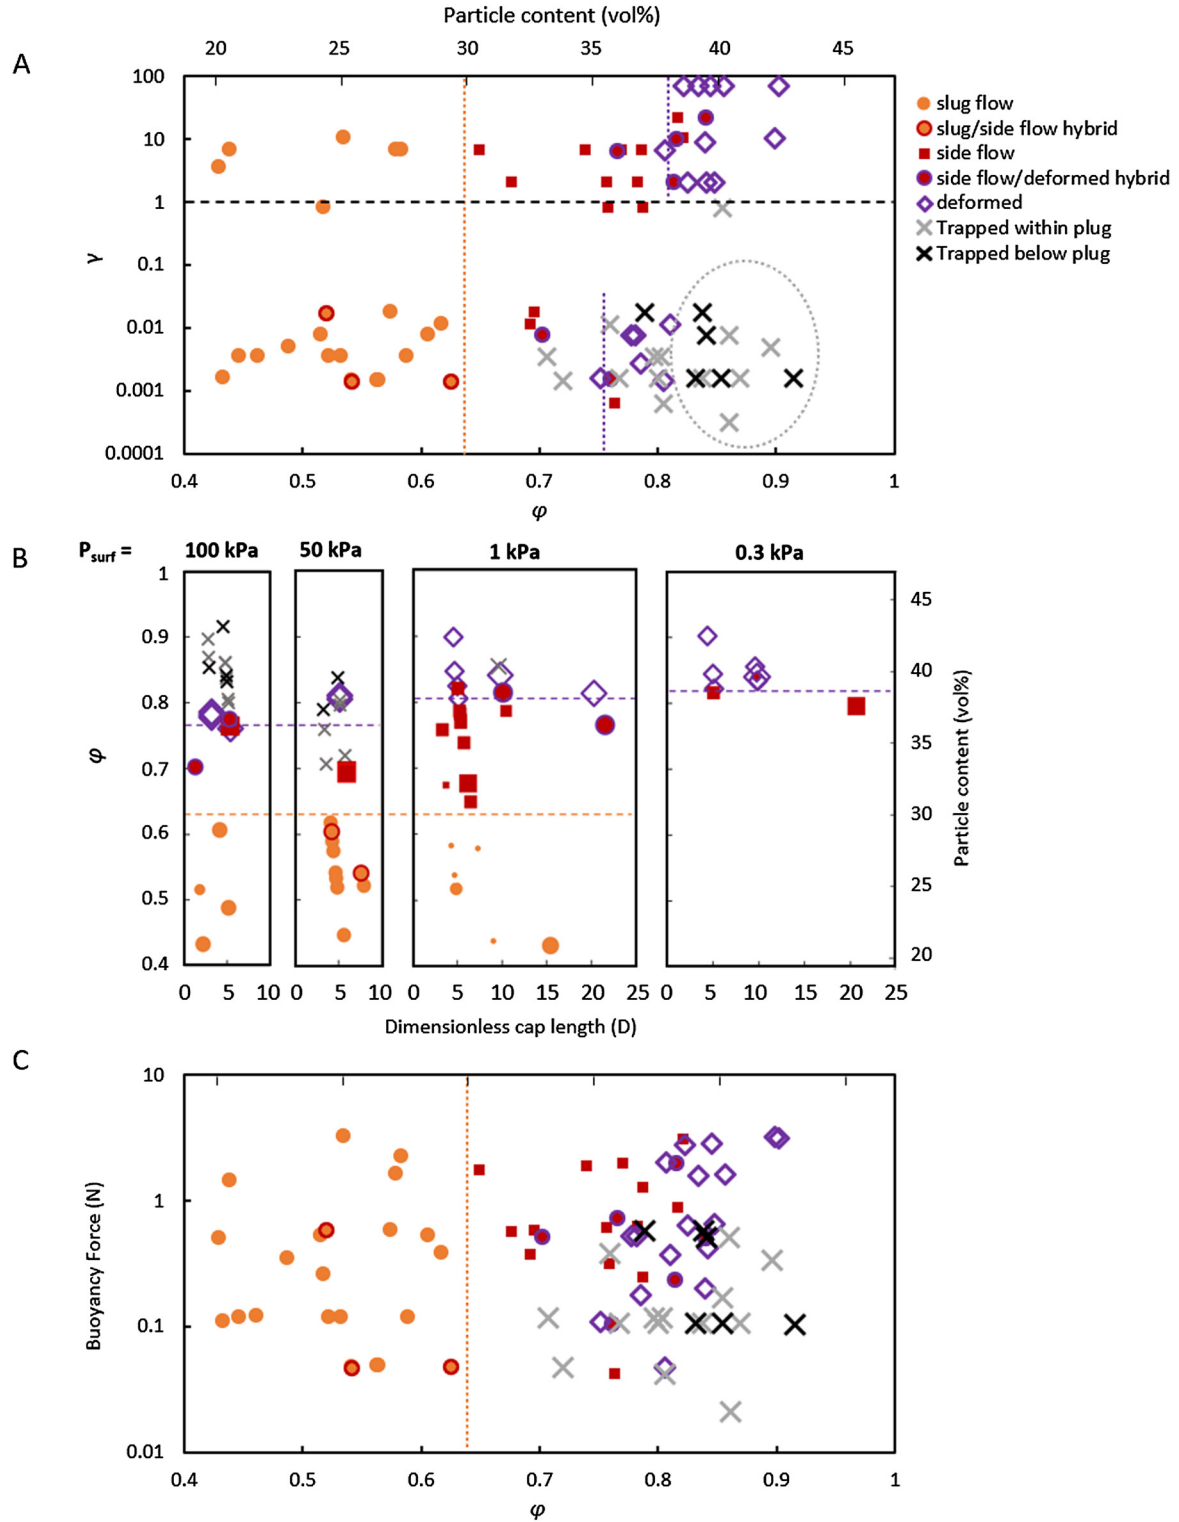 Particle content (vol%)
20 25 30 35 40 45
A
100
10
1
0.1
0.01
0.001
0.0001
γ
0.4 0.5 0.6 0.7 0.8 0.9 1
φ
slug flow
slug/side flow hybrid
side flow
side flow/deformed hybrid
deformed
Trapped within plug
Trapped below plug
B
Psurf = 100 kPa 50 kPa 1 kPa 0.3 kPa
1
0.9
0.8
0.7
0.6
0.5
0.4
φ
45
40
35
30
25
20
Particle content (vol%)
0 5 10 0 5 10 0 5 10 15 20 25 0 5 10 15 20 25
Dimensionless cap length (D)
C
10
1
0.1
0.01
Buoyancy Force (N)
0.4 0.5 0.6 0.7 0.8 0.9 1
φ